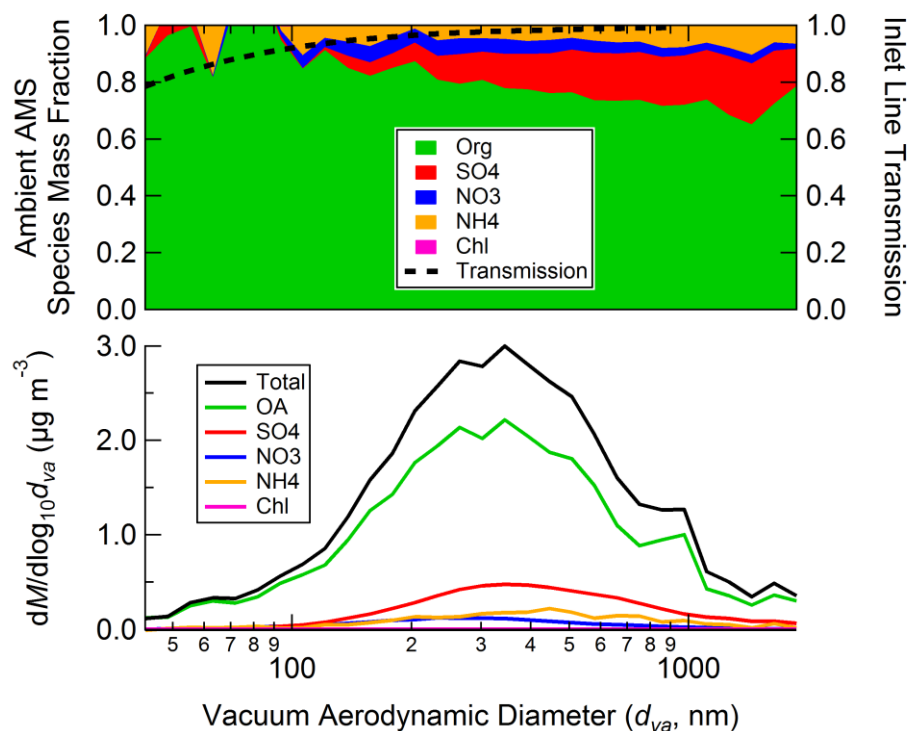 1.0
0.8
0.6
0.4
0.2
0.0
Ambient AMS
Species Mass Fraction
Org
SO4
NO3
NH4
Chl
Transmission
1.0
0.8
0.6
0.4
0.2
0.0
Inlet Line Transmission
3.0
2.0
1.0
0.0
dM/dlog10dva (µg m-3)
Total
OA
SO4
NO3
NH4
Chl
5 6 7 8 9 2 3 4 5 6 7 8 9
100 1000
Vacuum Aerodynamic Diameter (dva, nm)